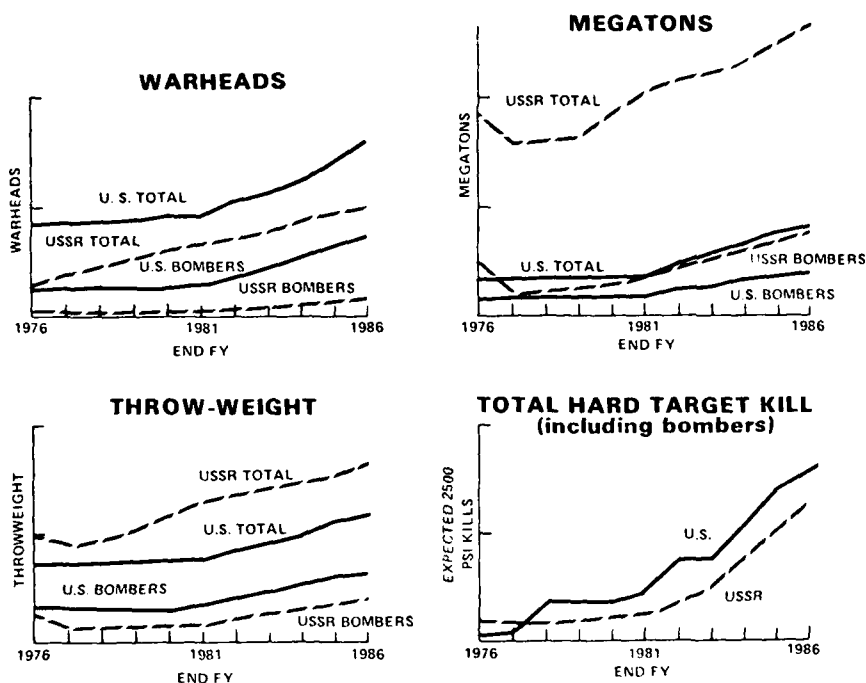 WARHEADS
WARHEADS
U. S. TOTAL
USSR TOTAL
U.S. BOMBERS
USSR BOMBERS
1976
1981
1986
END FY
MEGATONS
MEGATONS
USSR TOTAL
U.S. TOTAL
USSR BOMBERS
U.S. BOMBERS
1976
1981
1986
END FY
THROW-WEIGHT
THROWWEIGHT
USSR TOTAL
U.S. TOTAL
U.S. BOMBERS
USSR BOMBERS
1976
1981
1986
END FY
TOTAL HARD TARGET KILL
(including bombers)
EXPECTED 2500
PSI KILLS
U.S.
USSR
1976
1981
1986
END FY